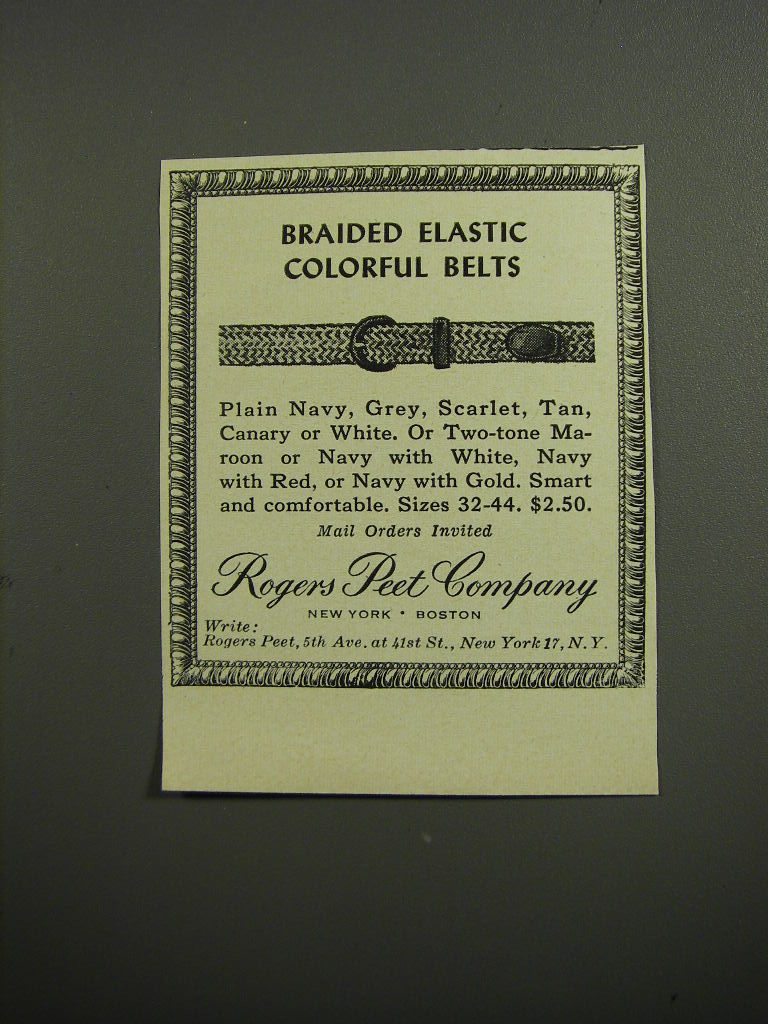 BRAIDED ELASTIC
COLORFUL BELTS
Plain Navy, Grey, Scarlet, Tan,
Canary or White. Or Two-tone Ma-
roon or Navy with White, Navy
with Red, or Navy with Gold. Smart
and comfortable. Sizes 32-44. $2.50.
Mail Orders Invited
Rogers Peet Company
NEW YORK • BOSTON
Write:
Rogers Peet, 5th Ave. at 41st St., New York 17, N. Y.